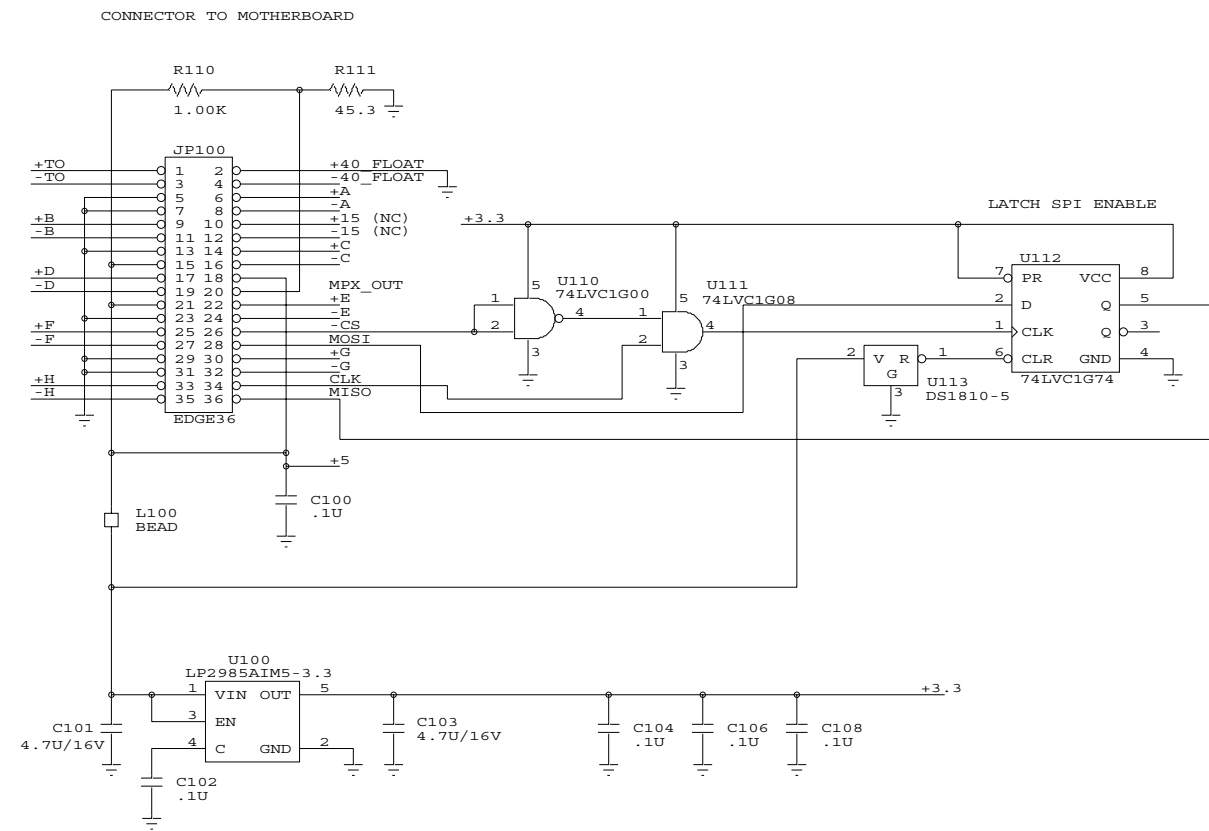 CONNECTOR TO MOTHERBOARD
R110
R111
1.00K
45.3
JP100
+TO 1 2 +40_FLOAT
-TO 3 4 -40_FLOAT
5 6 +A
7 8 -A
+B 9 10 +15 (NC)
-B 11 12 -15 (NC)
13 14 +C
15 16 -C
+D 17 18
-D 19 20 MPX_OUT
21 22 +E
23 24 -E
+F 25 26 -CS
-F 27 28 MOSI
29 30 +G
31 32 -G
+H 33 34 CLK
-H 35 36 MISO
EDGE36
+3.3
LATCH SPI ENABLE
U110
74LVC1G00
5
1
2
4
3
U111
74LVC1G08
5
1
2
4
3
U112
7 PR VCC 8
2 D Q 5
1 CLK Q 3
6 CLR GND 4
74LVC1G74
2 V R 1
G
3
U113
DS1810-5
+5
C100
.1U
L100
BEAD
U100
LP2985AIM5-3.3
1 VIN OUT 5
3 EN
4 C GND 2
+3.3
C101
4.7U/16V
C102
.1U
C103
4.7U/16V
C104
.1U
C106
.1U
C108
.1U